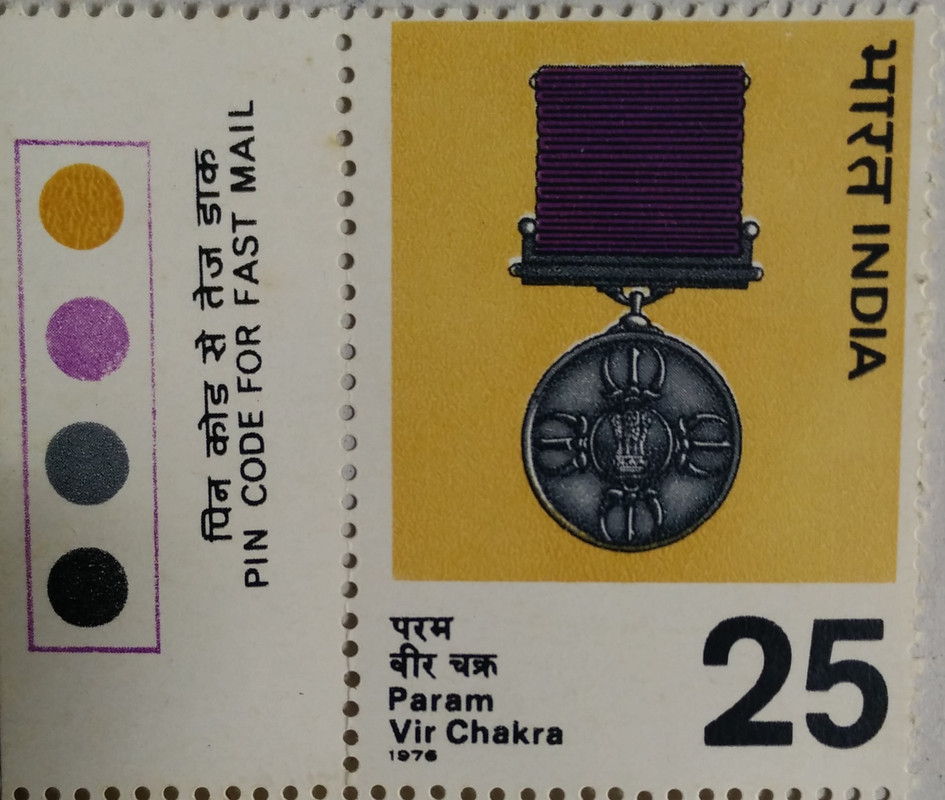 पिन कोड से तेज डाक
PIN CODE FOR FAST MAIL
भारत INDIA
परम
वीर चक्र
Param
Vir Chakra
1976
25